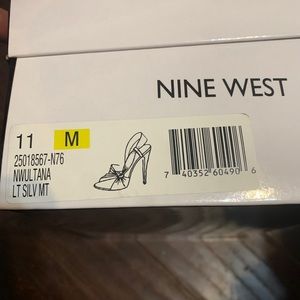 NINE WEST
11 M
25018567-N76
NWULTANA
LT SILV MT
7 40352 60490 6